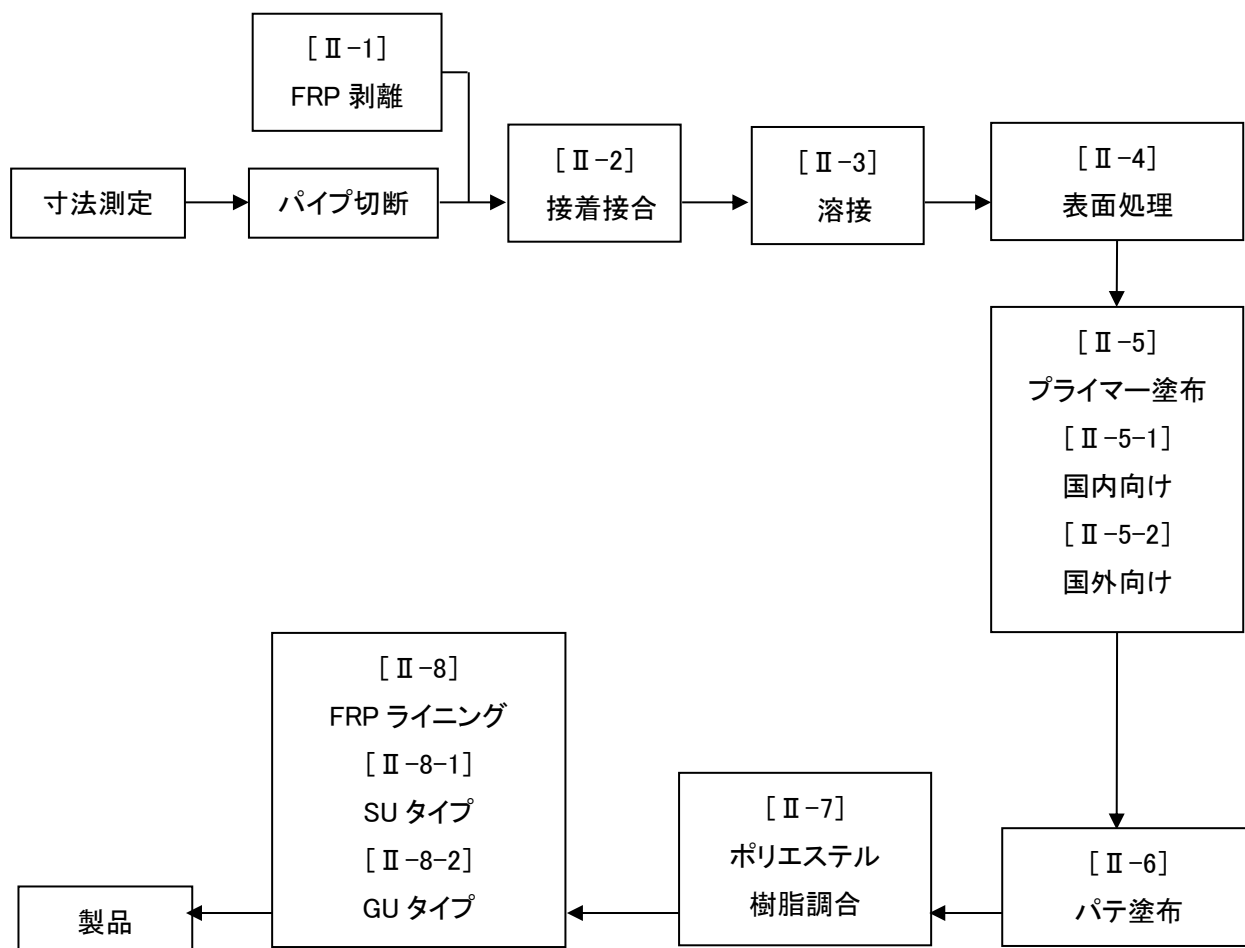 [Ⅱ-1]
FRP 剥離
寸法測定
パイプ切断
[Ⅱ-2]
接着接合
[Ⅱ-3]
溶接
[Ⅱ-4]
表面処理
[Ⅱ-5]
プライマー塗布
[Ⅱ-5-1]
国内向け
[Ⅱ-5-2]
国外向け
[Ⅱ-6]
パテ塗布
[Ⅱ-7]
ポリエステル
樹脂調合
[Ⅱ-8]
FRP ライニング
[Ⅱ-8-1]
SU タイプ
[Ⅱ-8-2]
GU タイプ
製品